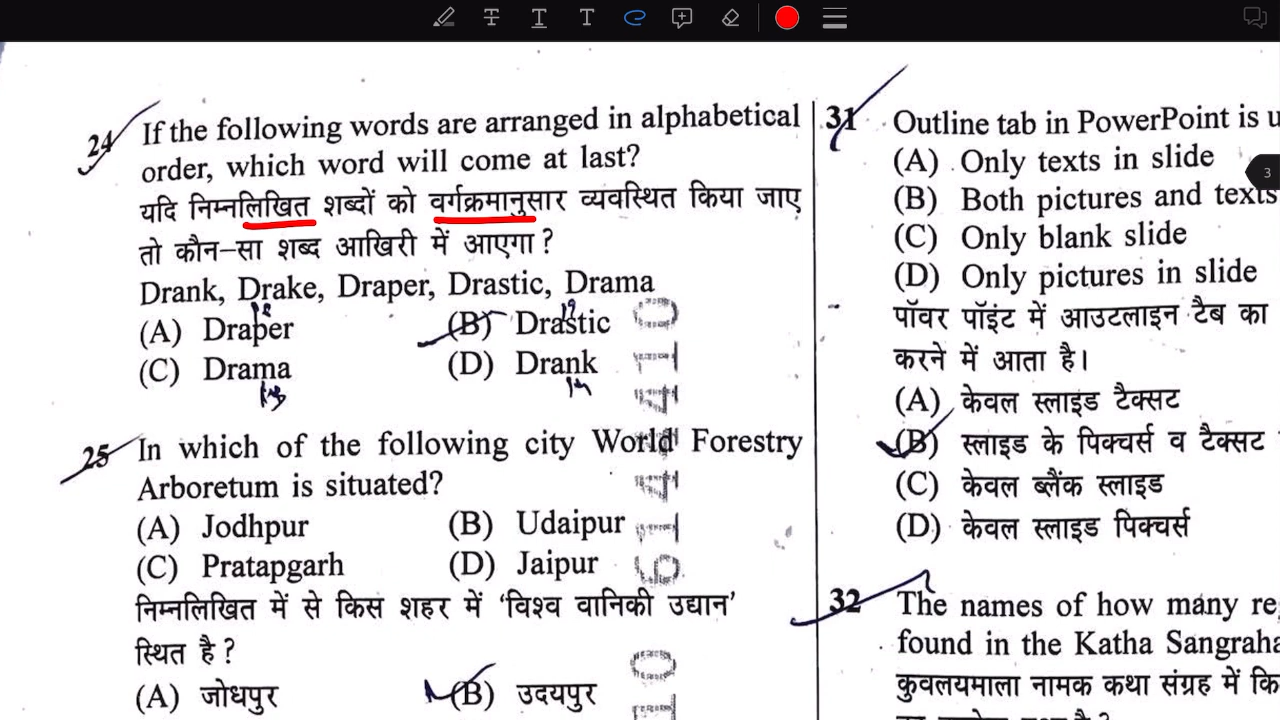 3
24
If the following words are arranged in alphabetical
order, which word will come at last?
यदि निम्नलिखित शब्दों को वर्गक्रमानुसार व्यवस्थित किया जाए
तो कौन-सा शब्द आखिरी में आएगा?
Drank, Drake, Draper, Drastic, Drama
(A) Draper
(B) Drastic
(C) Drama
(D) Drank
25
In which of the following city World Forestry
Arboretum is situated?
(A) Jodhpur
(B) Udaipur
(C) Pratapgarh
(D) Jaipur
निम्नलिखित में से किस शहर में ‘विश्व वानिकी उद्यान’
स्थित है?
(A) जोधपुर
(B) उदयपुर
31
Outline tab in PowerPoint is u
(A) Only texts in slide
(B) Both pictures and texts
(C) Only blank slide
(D) Only pictures in slide
पॉवर पॉइंट में आउटलाइन टैब का
करने में आता है।
(A) केवल स्लाइड टैक्सट
(B) स्लाइड के पिक्चर्स व टैक्सट
(C) केवल ब्लैंक स्लाइड
(D) केवल स्लाइड पिक्चर्स
32
The names of how many re
found in the Katha Sangraha
कुवलयमाला नामक कथा संग्रह में कि